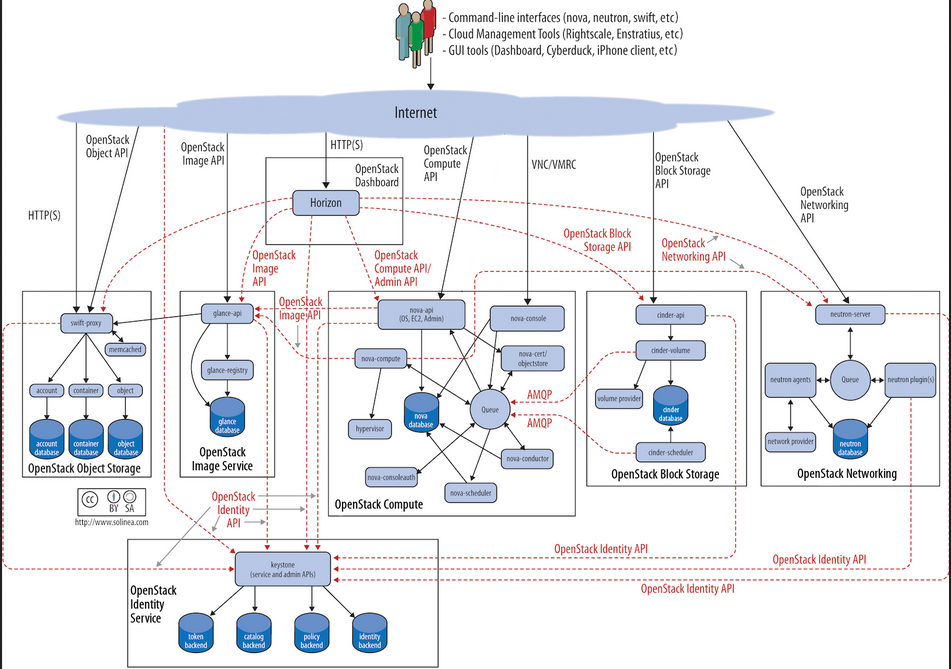 - Command-line interfaces (nova, neutron, swift, etc)
- Cloud Management Tools (Rightscale, Enstratius, etc)
- GUI tools (Dashboard, Cyberduck, iPhone client, etc)
Internet
OpenStack
Object API
OpenStack
Image API
HTTP(S)
OpenStack
Dashboard
OpenStack
Compute
API
VNC/VMRC
OpenStack
Block Storage
API
OpenStack
Networking
API
HTTP(S)
Horizon
OpenStack Block
Storage API
OpenStack
Networking API
OpenStack
Image
API
OpenStack
Compute API/
Admin API
OpenStack
Image API
swift-proxy
memcached
account
container
object
account
database
container
database
object
database
OpenStack Object Storage
glance-api
glance-registry
glance
database
OpenStack
Image Service
nova-api
(OS, EC2, Admin)
nova-console
nova-compute
nova-cert/
objectstore
hypervisor
nova
database
Queue
nova-conductor
nova-consoleauth
nova-scheduler
OpenStack Compute
AMQP
AMQP
cinder-api
cinder-volume
volume provider
cinder
database
cinder-scheduler
OpenStack Block Storage
neutron-server
neutron agents
Queue
neutron plugin(s)
network provider
neutron
database
OpenStack Networking
cc
BY SA
http://www.solinea.com
OpenStack
Identity
API
OpenStack Identity API
OpenStack Identity API
OpenStack Identity API
keystone
(service and admin APIs)
OpenStack
Identity
Service
token
backend
catalog
backend
policy
backend
identity
backend